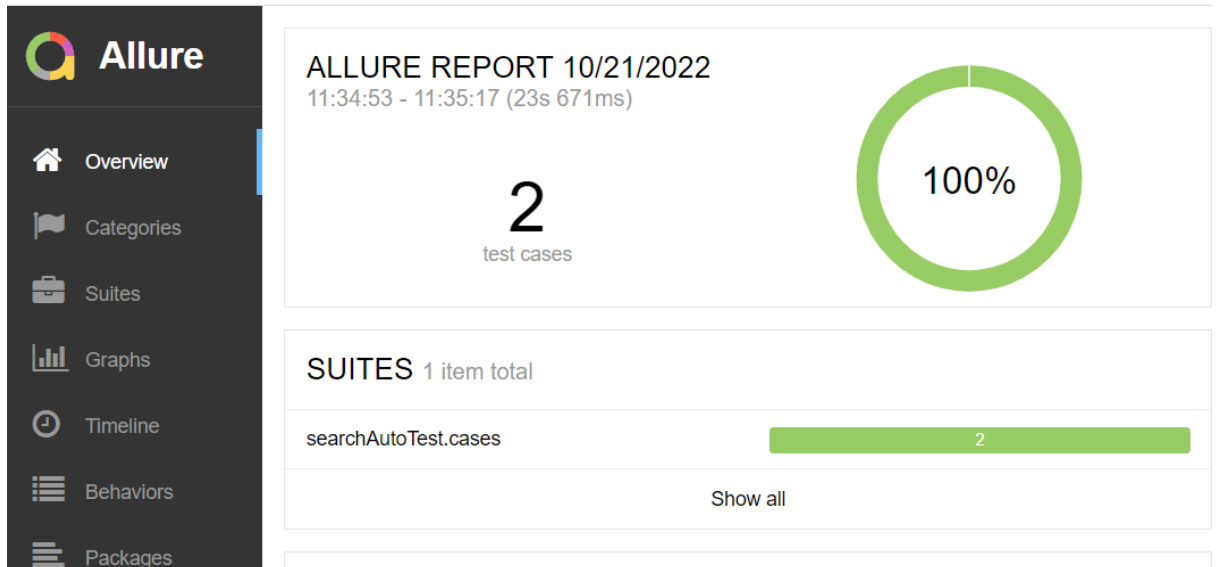 Allure
Overview
Categories
Suites
Graphs
Timeline
Behaviors
Packages
ALLURE REPORT 10/21/2022
11:34:53 - 11:35:17 (23s 671ms)
2
test cases
100%
SUITES 1 item total
searchAutoTest.cases 2
Show all